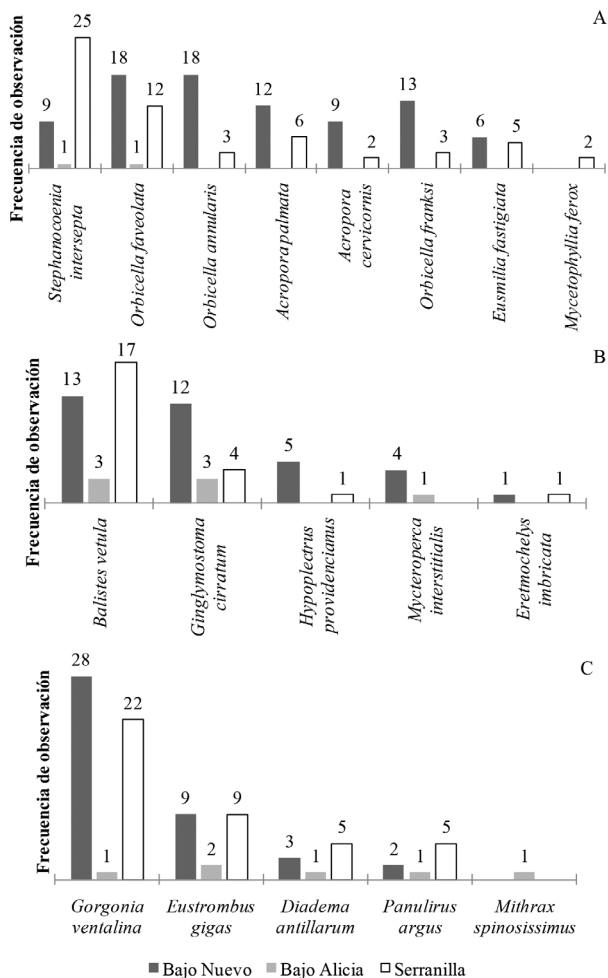 A
Frecuencia de observación
25
18
18
12
12
13
9
9
6
6
5
1
1
3
2
3
2
Stephanocoenia
intersepta
Orbicella faveolata
Orbicella annularis
Acropora palmata
Acropora
cervicornis
Orbicella franksi
Eusmilia fastigiata
Mycetophyllia ferox
B
Frecuencia de observación
17
13
12
3
3
4
5
1
4
1
1
1
Balistes vetula
Ginglymostoma
cirratum
Hypoplectrus
providencianus
Mycteroperca
interstitialis
Eretmochelys
imbricata
C
Frecuencia de observación
28
22
1
9
2
9
3
1
5
2
1
5
1
Gorgonia
ventalina
Eustrombus
gigas
Diadema
antillarum
Panulirus
argus
Mithrax
spinosissimus
Bajo Nuevo Bajo Alicia Serranilla